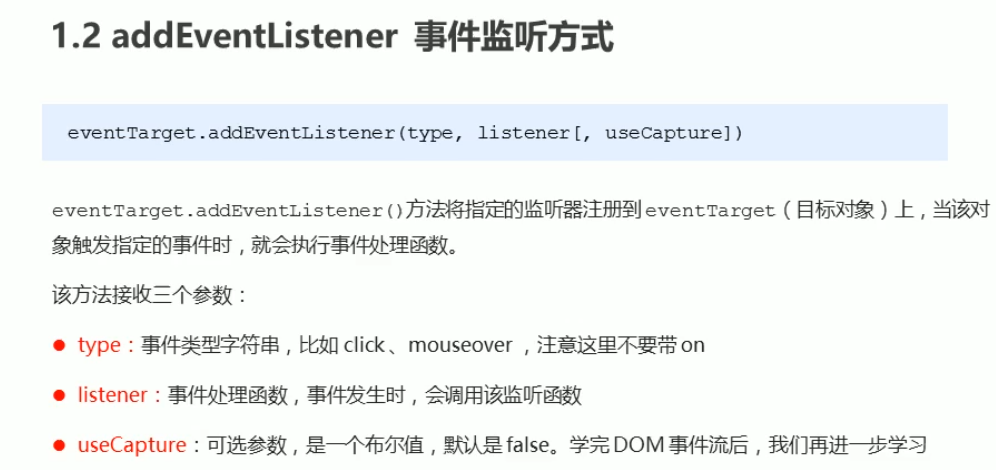 1.2 addEventListener 事件监听方式
eventTarget.addEventListener(type, listener[, useCapture])
eventTarget.addEventListener()方法将指定的监听器注册到 eventTarget（目标对象）上，当该对
象触发指定的事件时，就会执行事件处理函数。
该方法接收三个参数：
● type：事件类型字符串，比如 click 、mouseover ，注意这里不要带 on
● listener：事件处理函数，事件发生时，会调用该监听函数
● useCapture：可选参数，是一个布尔值，默认是 false。学完 DOM 事件流后，我们再进一步学习